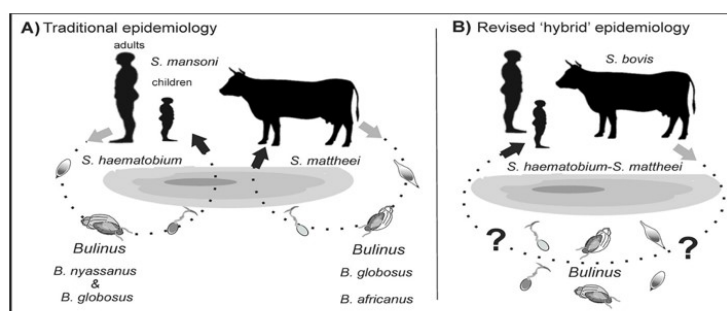 A) Traditional epidemiology
adults
S. mansoni
children
S. haematobium
S. mattheei
Bulinus
B. nyassanus
&
B. globosus
Bulinus
B. globosus
B. africanus
B) Revised ‘hybrid’ epidemiology
S. bovis
S. haematobium-S. mattheei
?
?
Bulinus